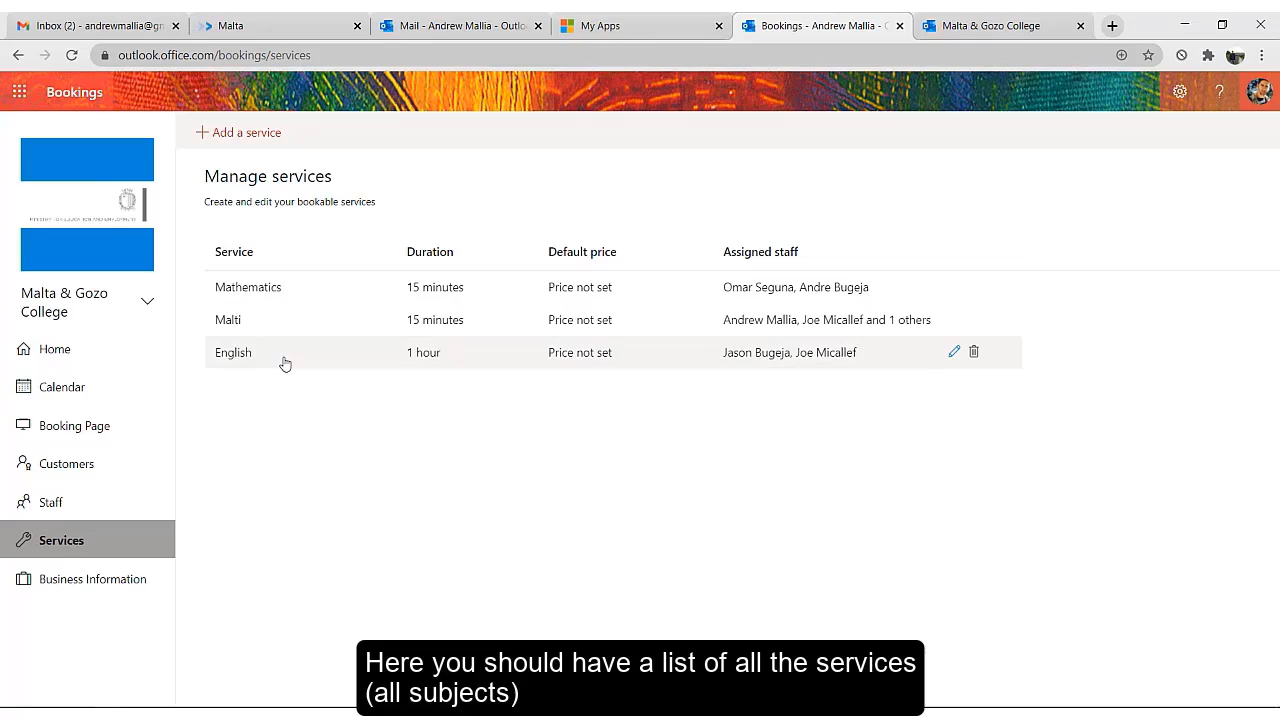 Inbox (2) - andrewmallia@gm
Malta
Mail - Andrew Mallia - Outlo
My Apps
Bookings - Andrew Mallia - O
Malta & Gozo College
outlook.office.com/bookings/services
Bookings
?
Add a service
Manage services
Create and edit your bookable services
Service Duration Default price Assigned staff
Mathematics 15 minutes Price not set Omar Seguna, Andre Bugeja
Malti 15 minutes Price not set Andrew Mallia, Joe Micallef and 1 others
English 1 hour Price not set Jason Bugeja, Joe Micallef
MINISTRY FOR EDUCATION AND EMPLOYMENT
Malta & Gozo
College
Home
Calendar
Booking Page
Customers
Staff
Services
Business Information
Here you should have a list of all the services
(all subjects)